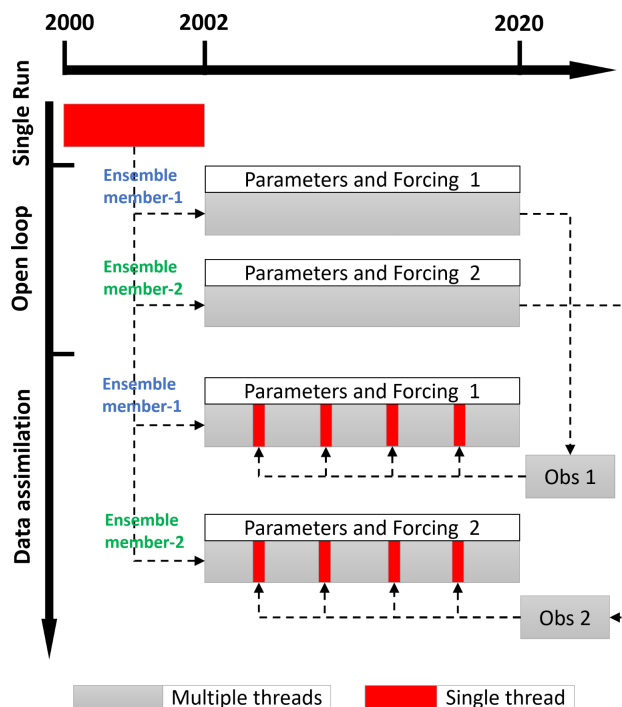 2000
2002
2020
Single Run
Ensemble
member-1
Parameters and Forcing 1
Open loop
Ensemble
member-2
Parameters and Forcing 2
Ensemble
member-1
Parameters and Forcing 1
Data assimilation
Obs 1
Ensemble
member-2
Parameters and Forcing 2
Obs 2
Multiple threads
Single thread